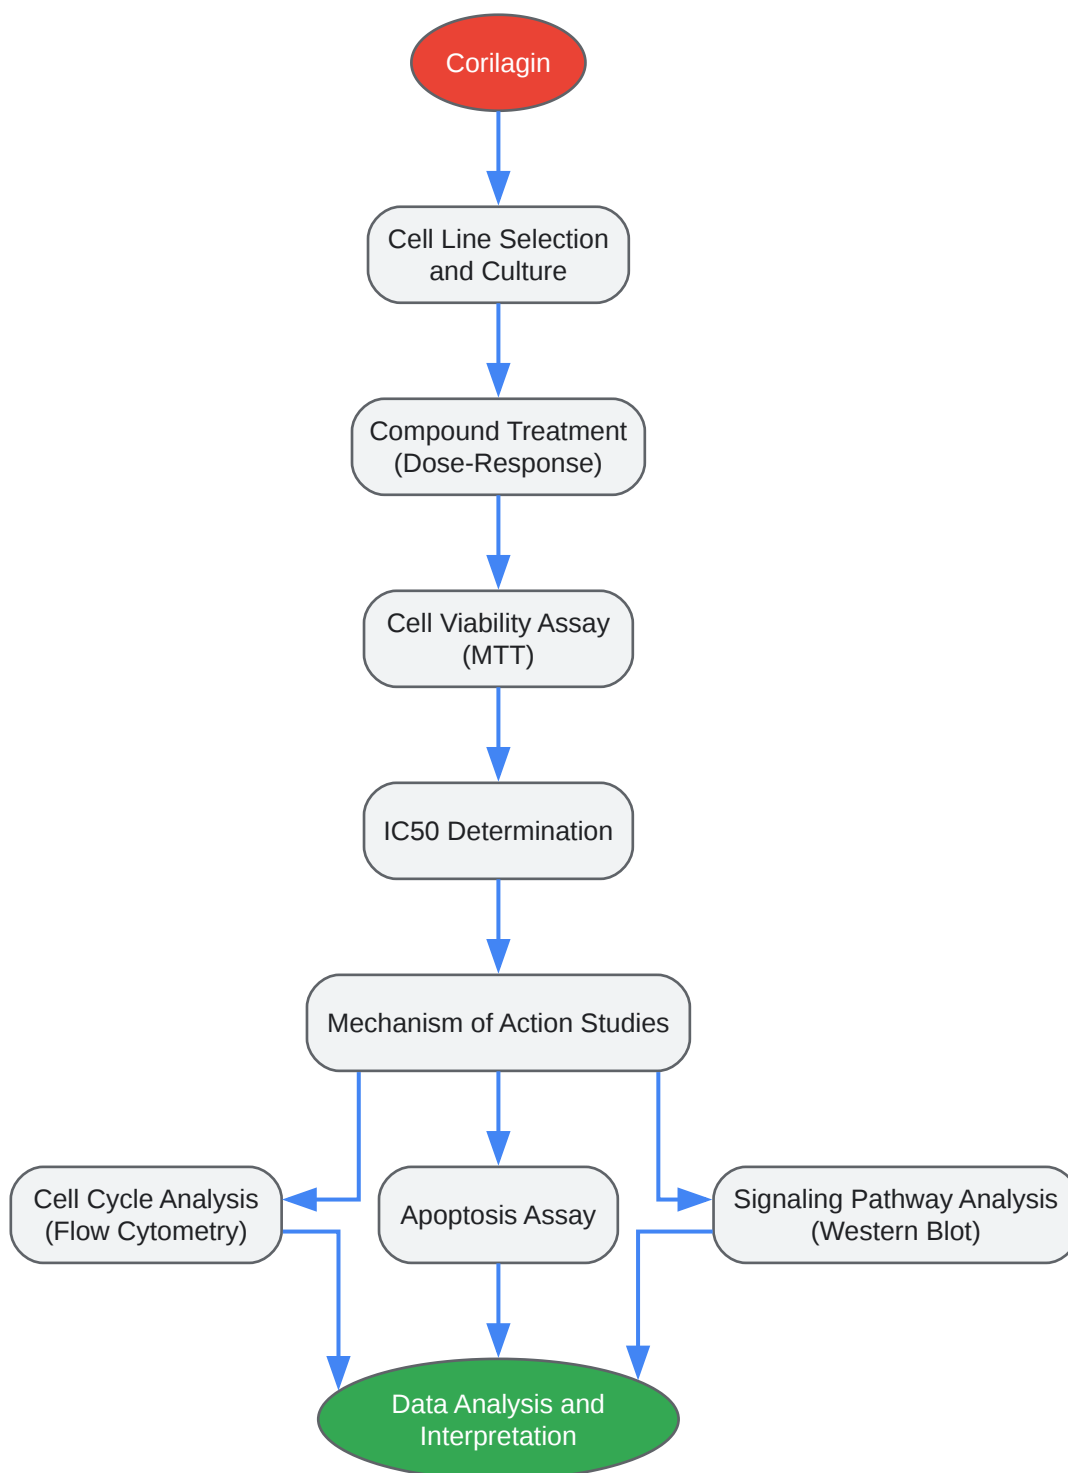 Corilagin
Cell Line Selection
and Culture
Compound Treatment
(Dose-Response)
Cell Viability Assay
(MTT)
IC50 Determination
Mechanism of Action Studies
Cell Cycle Analysis
(Flow Cytometry)
Apoptosis Assay
Signaling Pathway Analysis
(Western Blot)
Data Analysis and
Interpretation